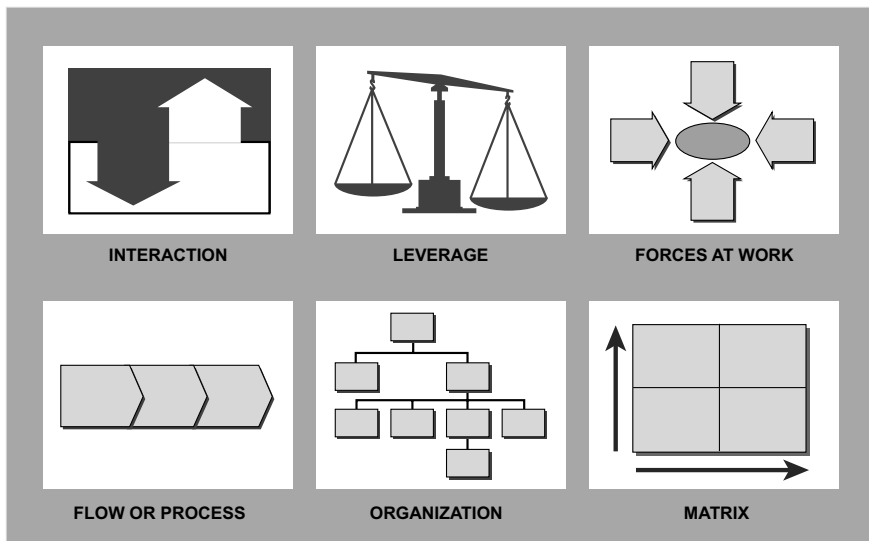 INTERACTION
LEVERAGE
FORCES AT WORK
FLOW OR PROCESS
ORGANIZATION
MATRIX